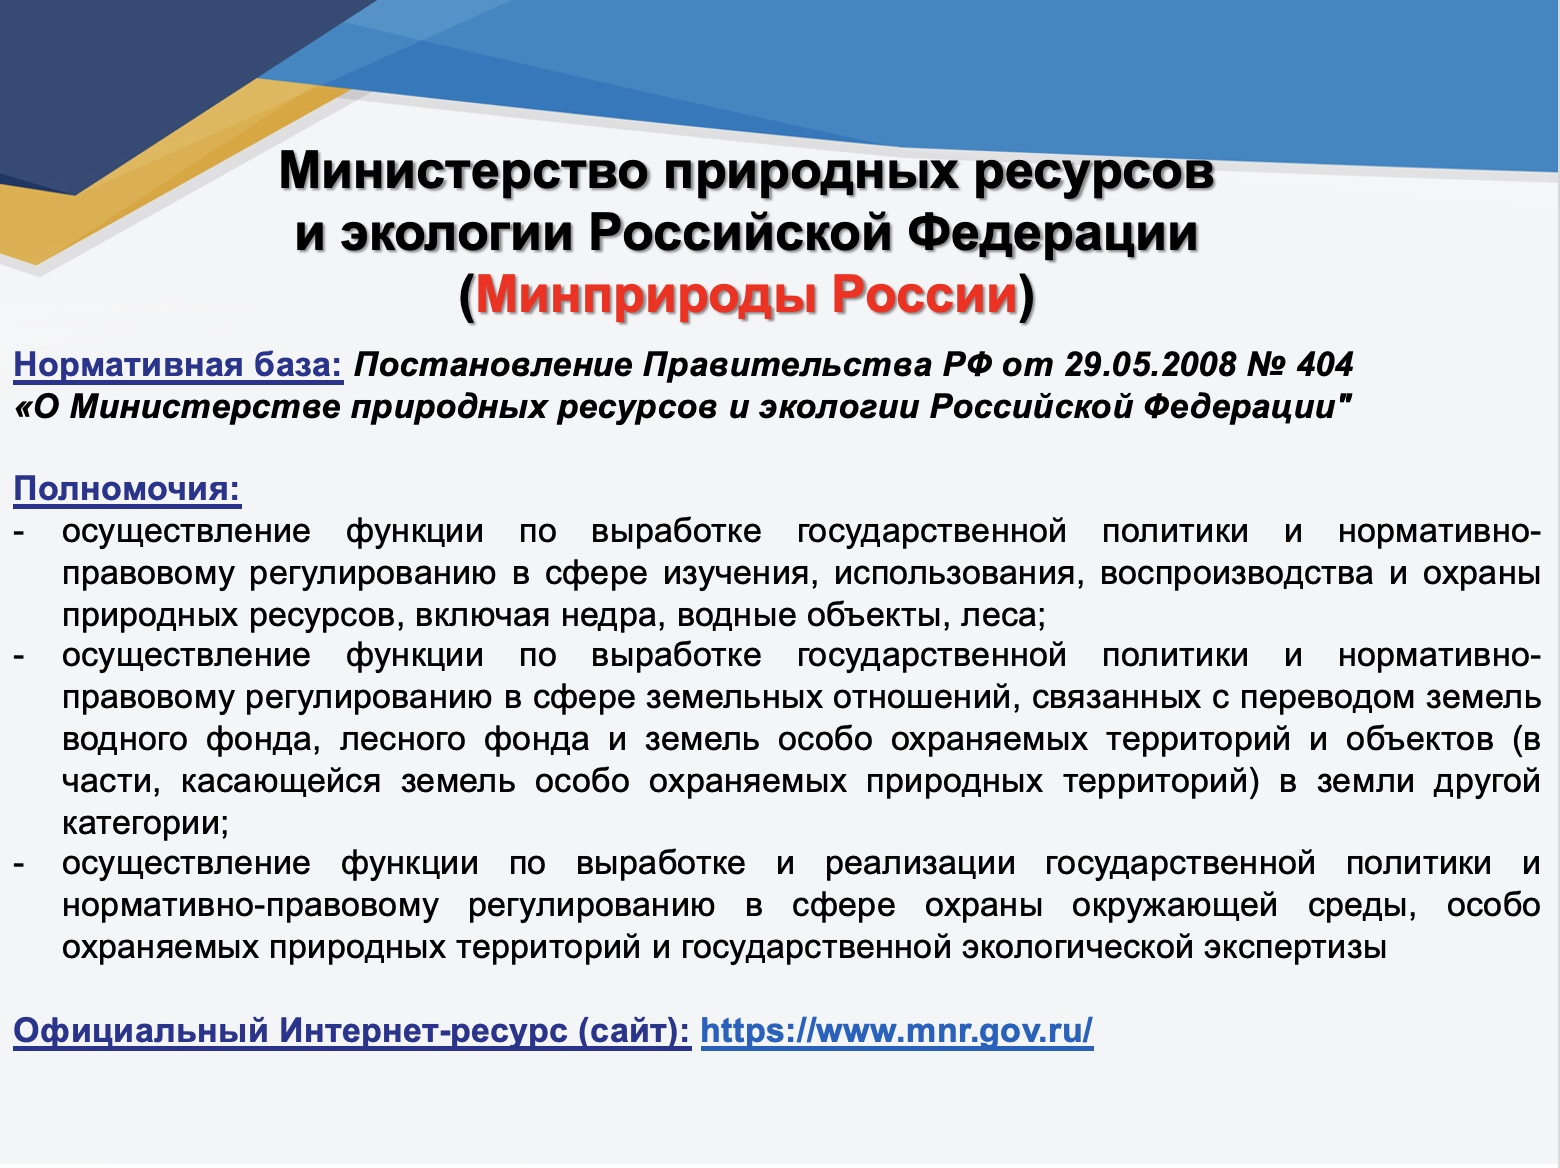 Министерство природных ресурсов
и экологии Российской Федерации
(Минприроды России)
Нормативная база: Постановление Правительства РФ от 29.05.2008 № 404
«О Министерстве природных ресурсов и экологии Российской Федерации"
Полномочия:
- осуществление функции по выработке государственной политики и нормативно-
правовому регулированию в сфере изучения, использования, воспроизводства и охраны
природных ресурсов, включая недра, водные объекты, леса;
- осуществление функции по выработке государственной политики и нормативно-
правовому регулированию в сфере земельных отношений, связанных с переводом земель
водного фонда, лесного фонда и земель особо охраняемых территорий и объектов (в
части, касающейся земель особо охраняемых природных территорий) в земли другой
категории;
- осуществление функции по выработке и реализации государственной политики и
нормативно-правовому регулированию в сфере охраны окружающей среды, особо
охраняемых природных территорий и государственной экологической экспертизы
Официальный Интернет-ресурс (сайт): https://www.mnr.gov.ru/